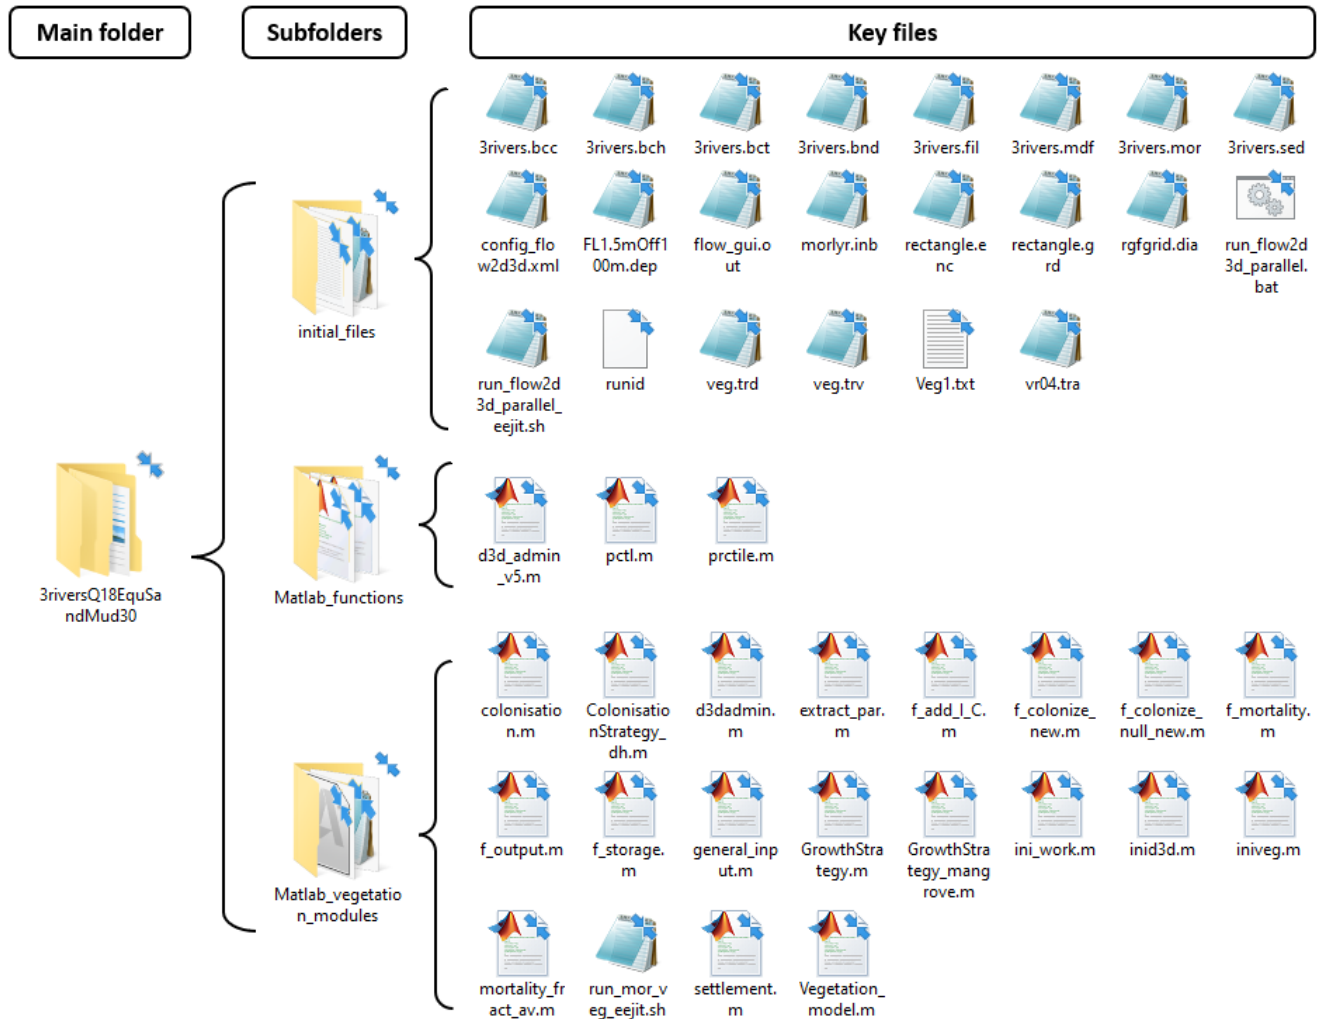 Main folder
Subfolders
Key files
3rivers.bcc
3rivers.bch
3rivers.bct
3rivers.bnd
3rivers.fil
3rivers.mdf
3rivers.mor
3rivers.sed
config_flo
w2d3d.xml
FL1.5mOff1
00m.dep
flow_gui.o
ut
morlyr.inb
rectangle.e
nc
rectangle.g
rd
rgfgrid.dia
run_flow2d
3d_parallel.
bat
initial_files
run_flow2d
3d_parallel_
eejit.sh
runid
veg.trd
veg.trv
Veg1.txt
vr04.tra
3riversQ18EquSa
ndMud30
Matlab_functions
d3d_admin
_v5.m
pctl.m
prctile.m
colonisatio
n.m
Colonisatio
nStrategy_
dh.m
d3dadmin.
m
extract_par.
m
f_add_l_C.
m
f_colonize_
new.m
f_colonize_
null_new.m
f_mortality.
m
Matlab_vegetatio
n_modules
f_output.m
f_storage.
m
general_inp
ut.m
GrowthStra
tegy.m
GrowthStra
tegy_mang
rove.m
ini_work.m
inid3d.m
iniveg.m
mortality_fr
act_av.m
run_mor_v
eg_eejit.sh
settlement.
m
Vegetation_
model.m